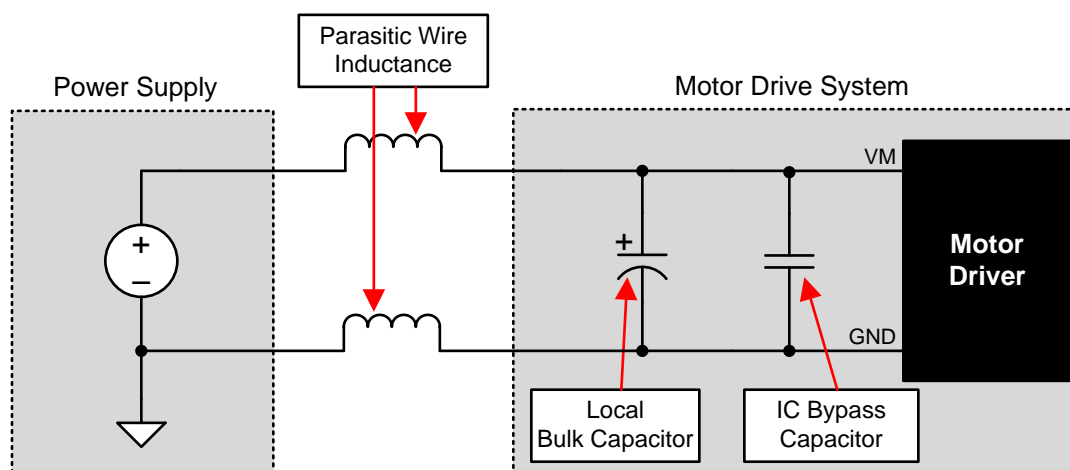 Parasitic Wire
Inductance
Power Supply
Motor Drive System
VM
+
+
–
Motor
Driver
GND
Local
Bulk Capacitor
IC Bypass
Capacitor